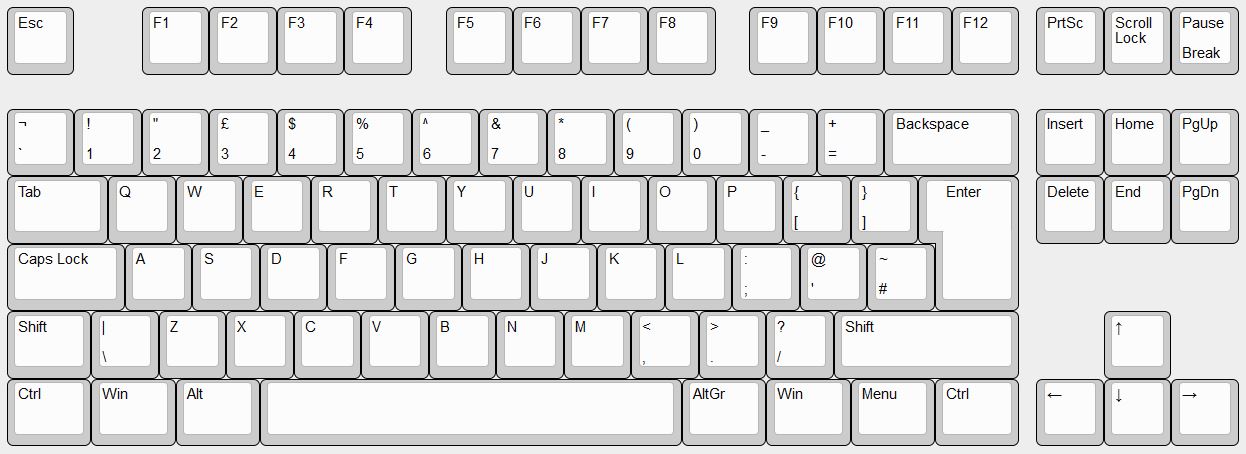 Esc F1 F2 F3 F4 F5 F6 F7 F8 F9 F10 F11 F12 PrtSc Scroll Pause
Lock
Break
¬ ! " £ $ % ^ & * ( ) _ + Backspace Insert Home PgUp
` 1 2 3 4 5 6 7 8 9 0 - =
Tab Q W E R T Y U I O P { } Enter Delete End PgDn
[ ]
Caps Lock A S D F G H J K L : @ ~
; ' #
Shift | Z X C V B N M < > ? Shift ↑
\ , . /
Ctrl Win Alt AltGr Win Menu Ctrl ← ↓ →